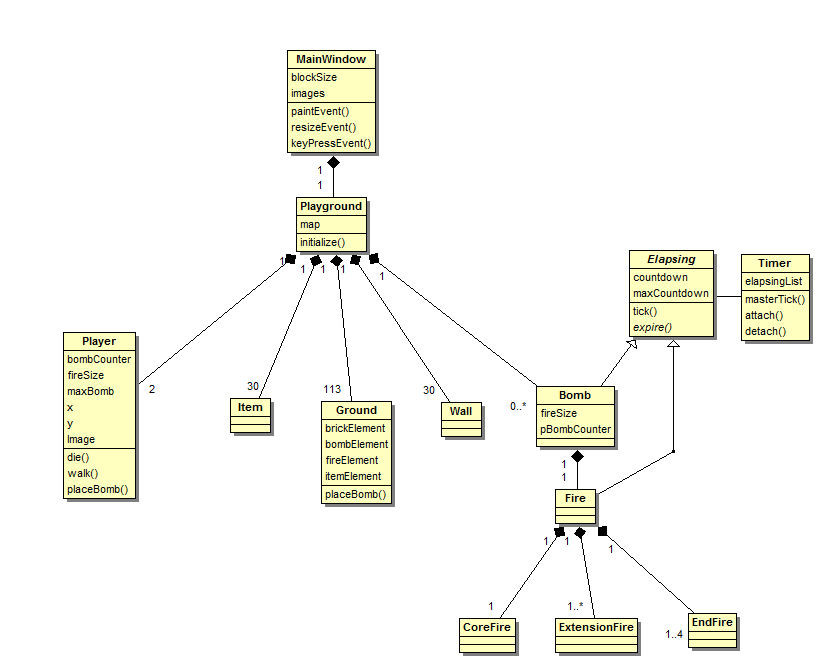 MainWindow
blockSize
images
paintEvent()
resizeEvent()
keyPressEvent()
1
1
Playground
map
initialize()
1
1
1
1
1
Elapsing
countdown
maxCountdown
tick()
expire()
Timer
elapsingList
masterTick()
attach()
detach()
Player
bombCounter
fireSize
maxBomb
x
y
Image
die()
walk()
placeBomb()
2
30
Item
113
Ground
brickElement
bombElement
fireElement
itemElement
placeBomb()
30
Wall
0..*
Bomb
fireSize
pBombCounter
1
1
Fire
1
1
1
1
CoreFire
1..*
ExtensionFire
1..4
EndFire